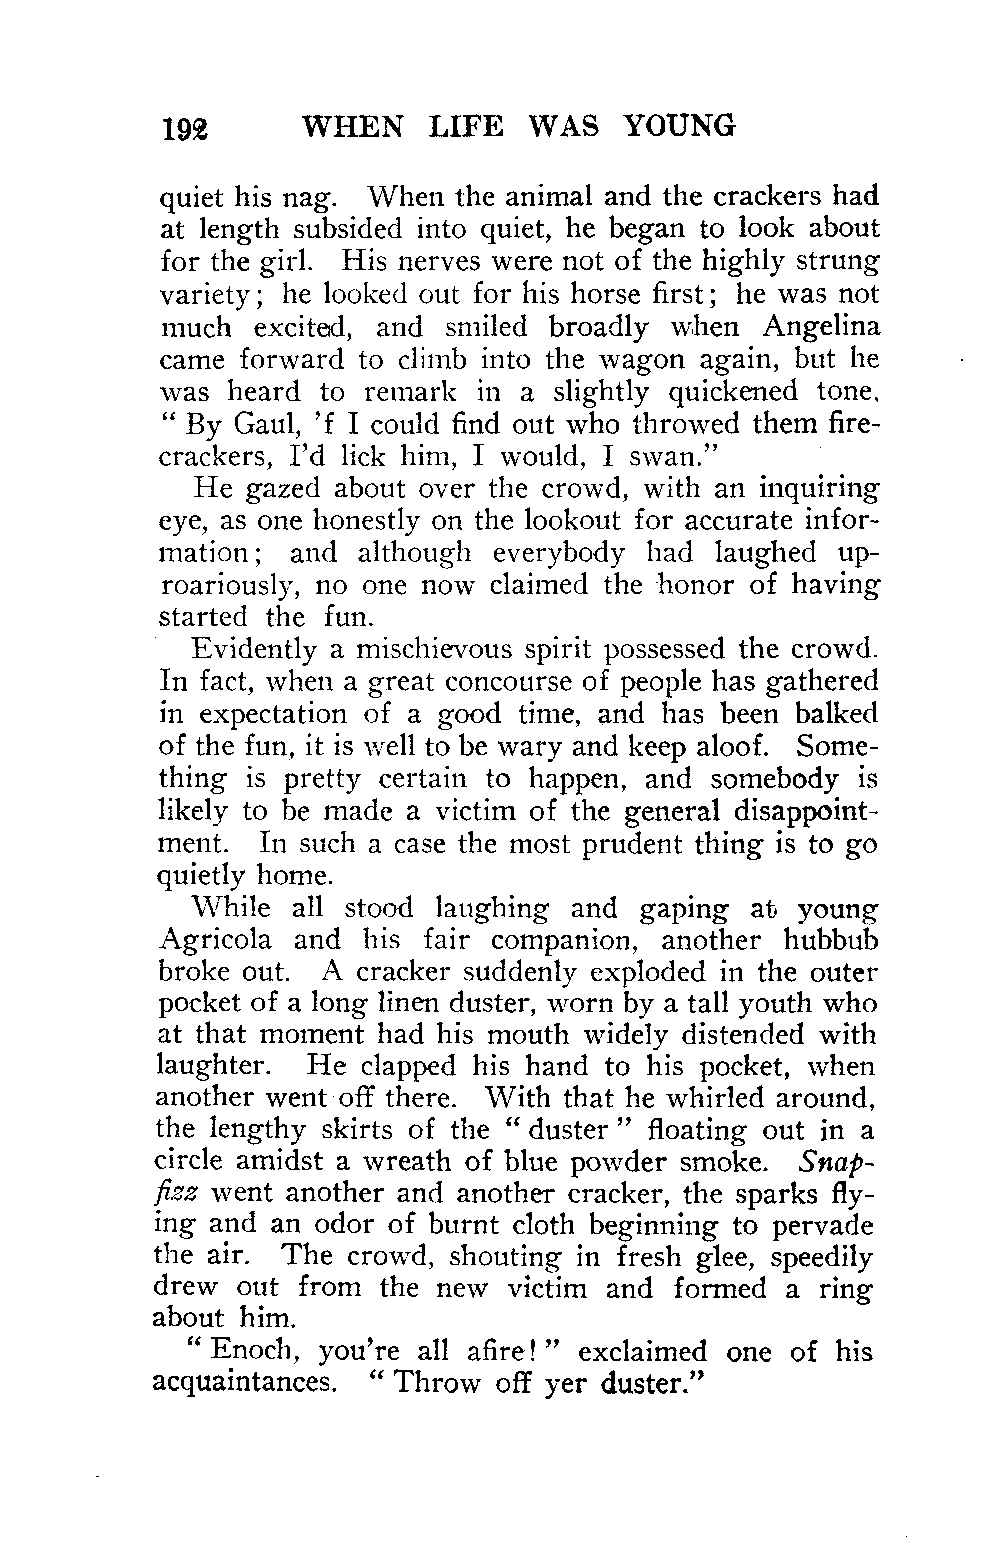 192 WHEN LIFE WAS YOUNG
quiet his nag. When the animal and the crackers had
at length subsided into quiet, he began to look about
for the girl. His nerves were not of the highly strung
variety; he looked out for his horse first; he was not
much excited, and smiled broadly when Angelina
came forward to climb into the wagon again, but he
was heard to remark in a slightly quickened tone,
“ By Gaul, ’f I could find out who throwed them fire-
crackers, I’d lick him, I would, I swan.”
He gazed about over the crowd, with an inquiring
eye, as one honestly on the lookout for accurate infor-
mation; and although everybody had laughed up-
roariously, no one now claimed the honor of having
started the fun.
Evidently a mischievous spirit possessed the crowd.
In fact, when a great concourse of people has gathered
in expectation of a good time, and has been balked
of the fun, it is well to be wary and keep aloof. Some-
thing is pretty certain to happen, and somebody is
likely to be made a victim of the general disappoint-
ment. In such a case the most prudent thing is to go
quietly home.
While all stood laughing and gaping at young
Agricola and his fair companion, another hubbub
broke out. A cracker suddenly exploded in the outer
pocket of a long linen duster, worn by a tall youth who
at that moment had his mouth widely distended with
laughter. He clapped his hand to his pocket, when
another went off there. With that he whirled around,
the lengthy skirts of the “ duster ” floating out in a
circle amidst a wreath of blue powder smoke. Snap-
fizz went another and another cracker, the sparks fly-
ing and an odor of burnt cloth beginning to pervade
the air. The crowd, shouting in fresh glee, speedily
drew out from the new victim and formed a ring
about him.
“ Enoch, you’re all afire! ” exclaimed one of his
acquaintances. “ Throw off yer duster.”